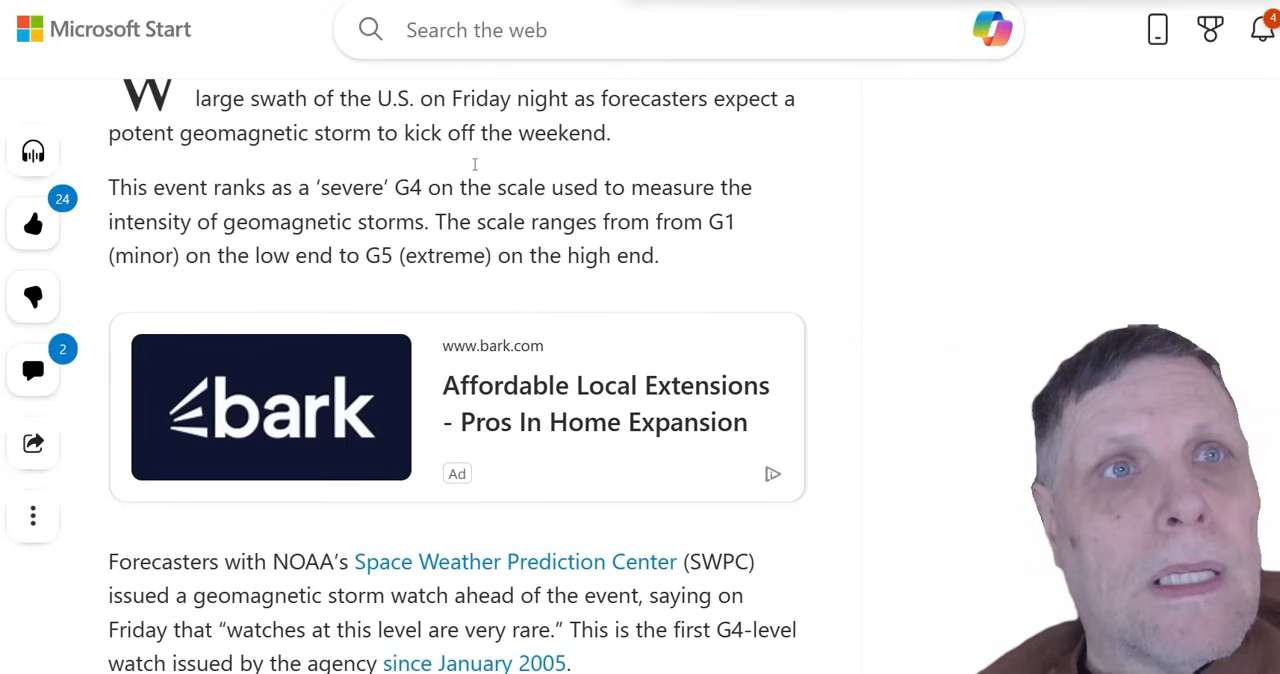 Microsoft Start
Search the web
4
W large swath of the U.S. on Friday night as forecasters expect a
potent geomagnetic storm to kick off the weekend.
24
This event ranks as a ‘severe’ G4 on the scale used to measure the
intensity of geomagnetic storms. The scale ranges from from G1
(minor) on the low end to G5 (extreme) on the high end.
2
bark
www.bark.com
Affordable Local Extensions
- Pros In Home Expansion
Ad
Forecasters with NOAA’s Space Weather Prediction Center (SWPC)
issued a geomagnetic storm watch ahead of the event, saying on
Friday that “watches at this level are very rare.” This is the first G4-level
watch issued by the agency since January 2005.